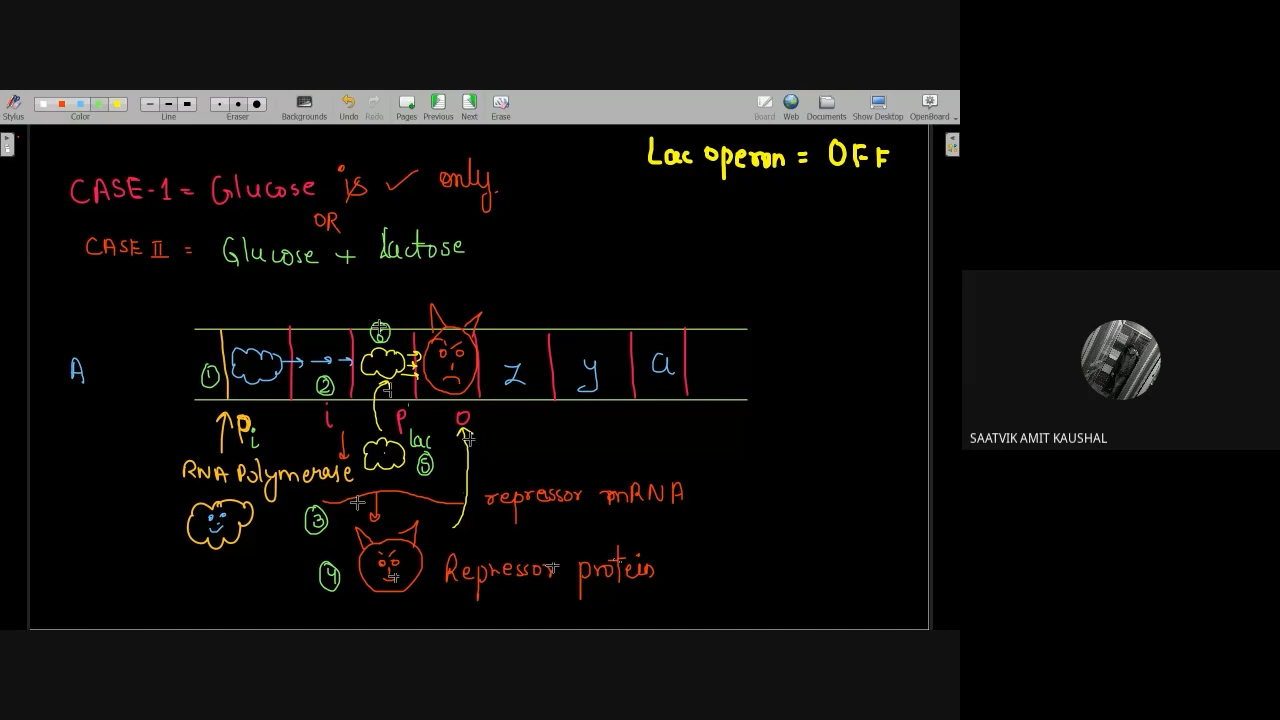 Stylus Color Line Eraser Backgrounds Undo Redo Pages Previous Next Erase Board Web Documents Show Desktop OpenBoard
Lac operon = OFF
CASE-1 = Glucose is ✓ only.
OR
CASE II = Glucose + lactose
6
A
1
2
z y a
Pi i P lac O
5
RNA Polymerase
3
repressor mRNA
4
Repressor protein
SAATVIK AMIT KAUSHAL